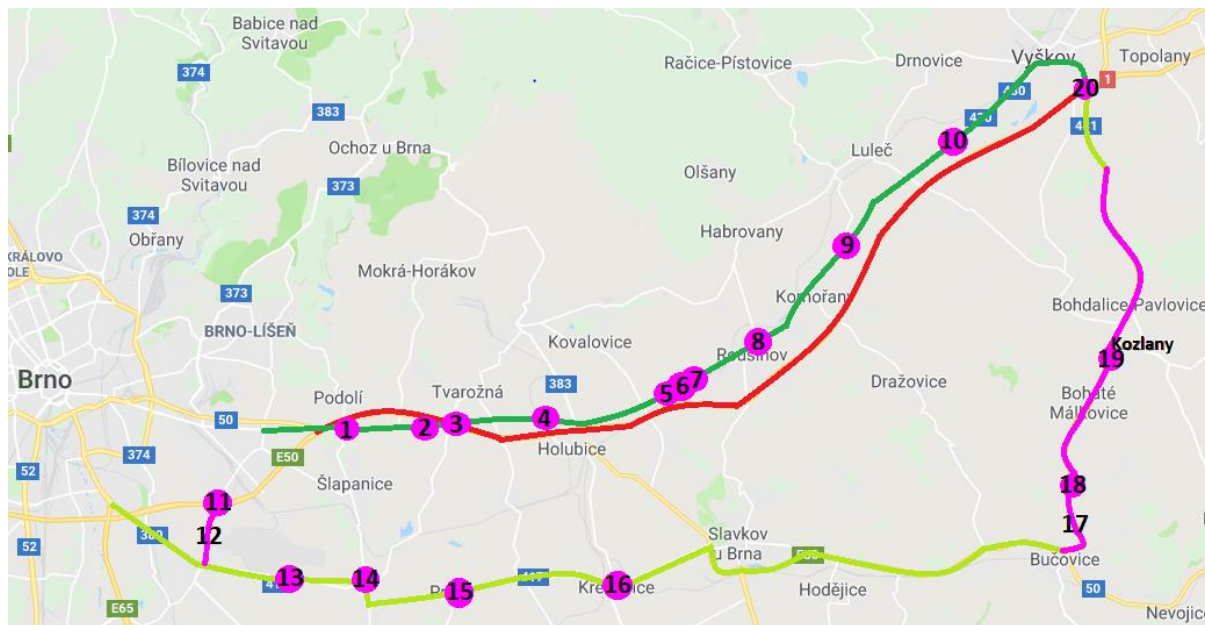 Babice nad
Svitavou
374
383
Račice-Pístovice
Drnovice
Vyškov
Topolany
1
20
430
430
10
Luleč
Ochoz u Brna
Bílovice nad
Svitavou
373
Olšany
374
Obřany
Habrovany
9
KRÁLOVO
OLE
Mokrá-Horákov
373
Komořany
Bohdalice-Pavlovice
BRNO-LÍŠEŇ
Kovalovice
8
Rousínov
Kozlany
19
Brno
383
7
6
5
Dražovice
Bohaté
Málkovice
Podolí
Tvarožná
50
1
2
3
4
Holubice
374
E50
Šlapanice
52
18
11
12
17
380
Slavkov
u Brna
Bučovice
52
13
14
15
16
Hodějice
50
E65
Nevojice